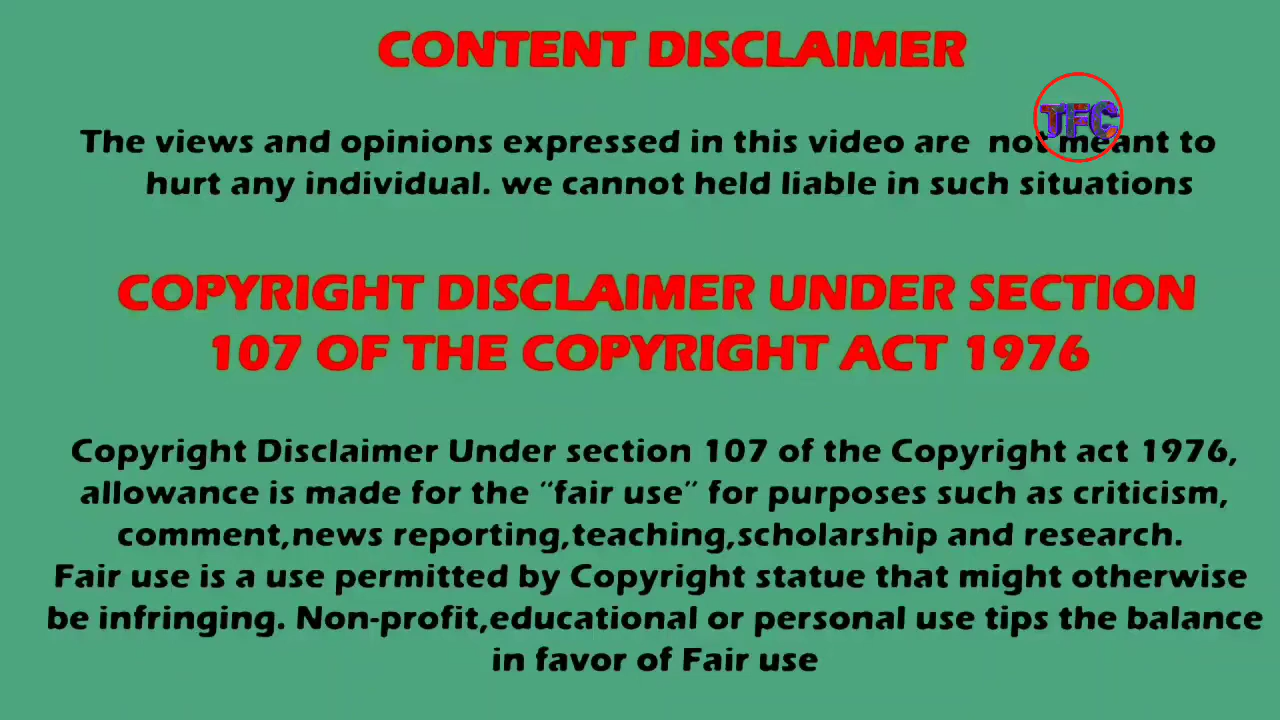 CONTENT DISCLAIMER
TFC
The views and opinions expressed in this video are not meant to
hurt any individual. we cannot held liable in such situations
COPYRIGHT DISCLAIMER UNDER SECTION
107 OF THE COPYRIGHT ACT 1976
Copyright Disclaimer Under section 107 of the Copyright act 1976,
allowance is made for the "fair use" for purposes such as criticism,
comment,news reporting,teaching,scholarship and research.
Fair use is a use permitted by Copyright statue that might otherwise
be infringing. Non-profit,educational or personal use tips the balance
in favor of Fair use